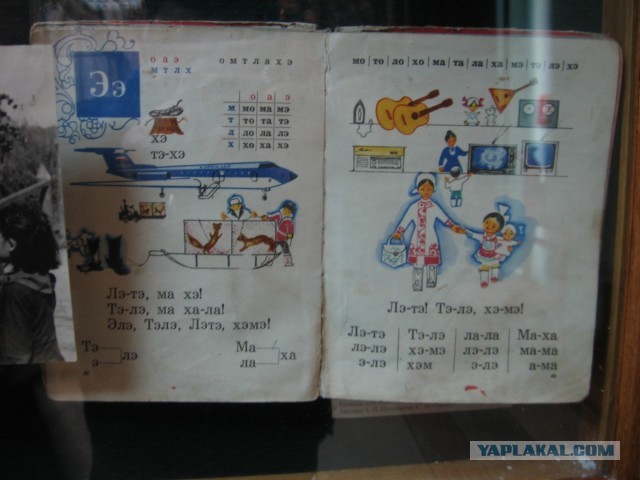 Ээ
о а э
м т л х
о м т л а х э
о а э
м мо ма мэ
т то та тэ
л ло ла лэ
х хо ха хэ
хэ
тэ-хэ
Лэ-тэ, ма хэ!
Тэ-лэ, ма ха-ла!
Элэ, Тэлэ, Лэтэ, хэмэ!
Тэ лэ
э
Ма ха
ла
мо|то|ло|хо|ма|та|ла|ха|мэ|тэ|лэ|хэ
Лэ-тэ! Тэ-лэ, хэ-мэ!
Лэ-тэ Тэ-лэ ла-ла Ма-ха
лэ-лэ хэ-мэ лэ-лэ ма-ма
э-лэ хэм э-лэ а-ма
YAPLAKAL.COM